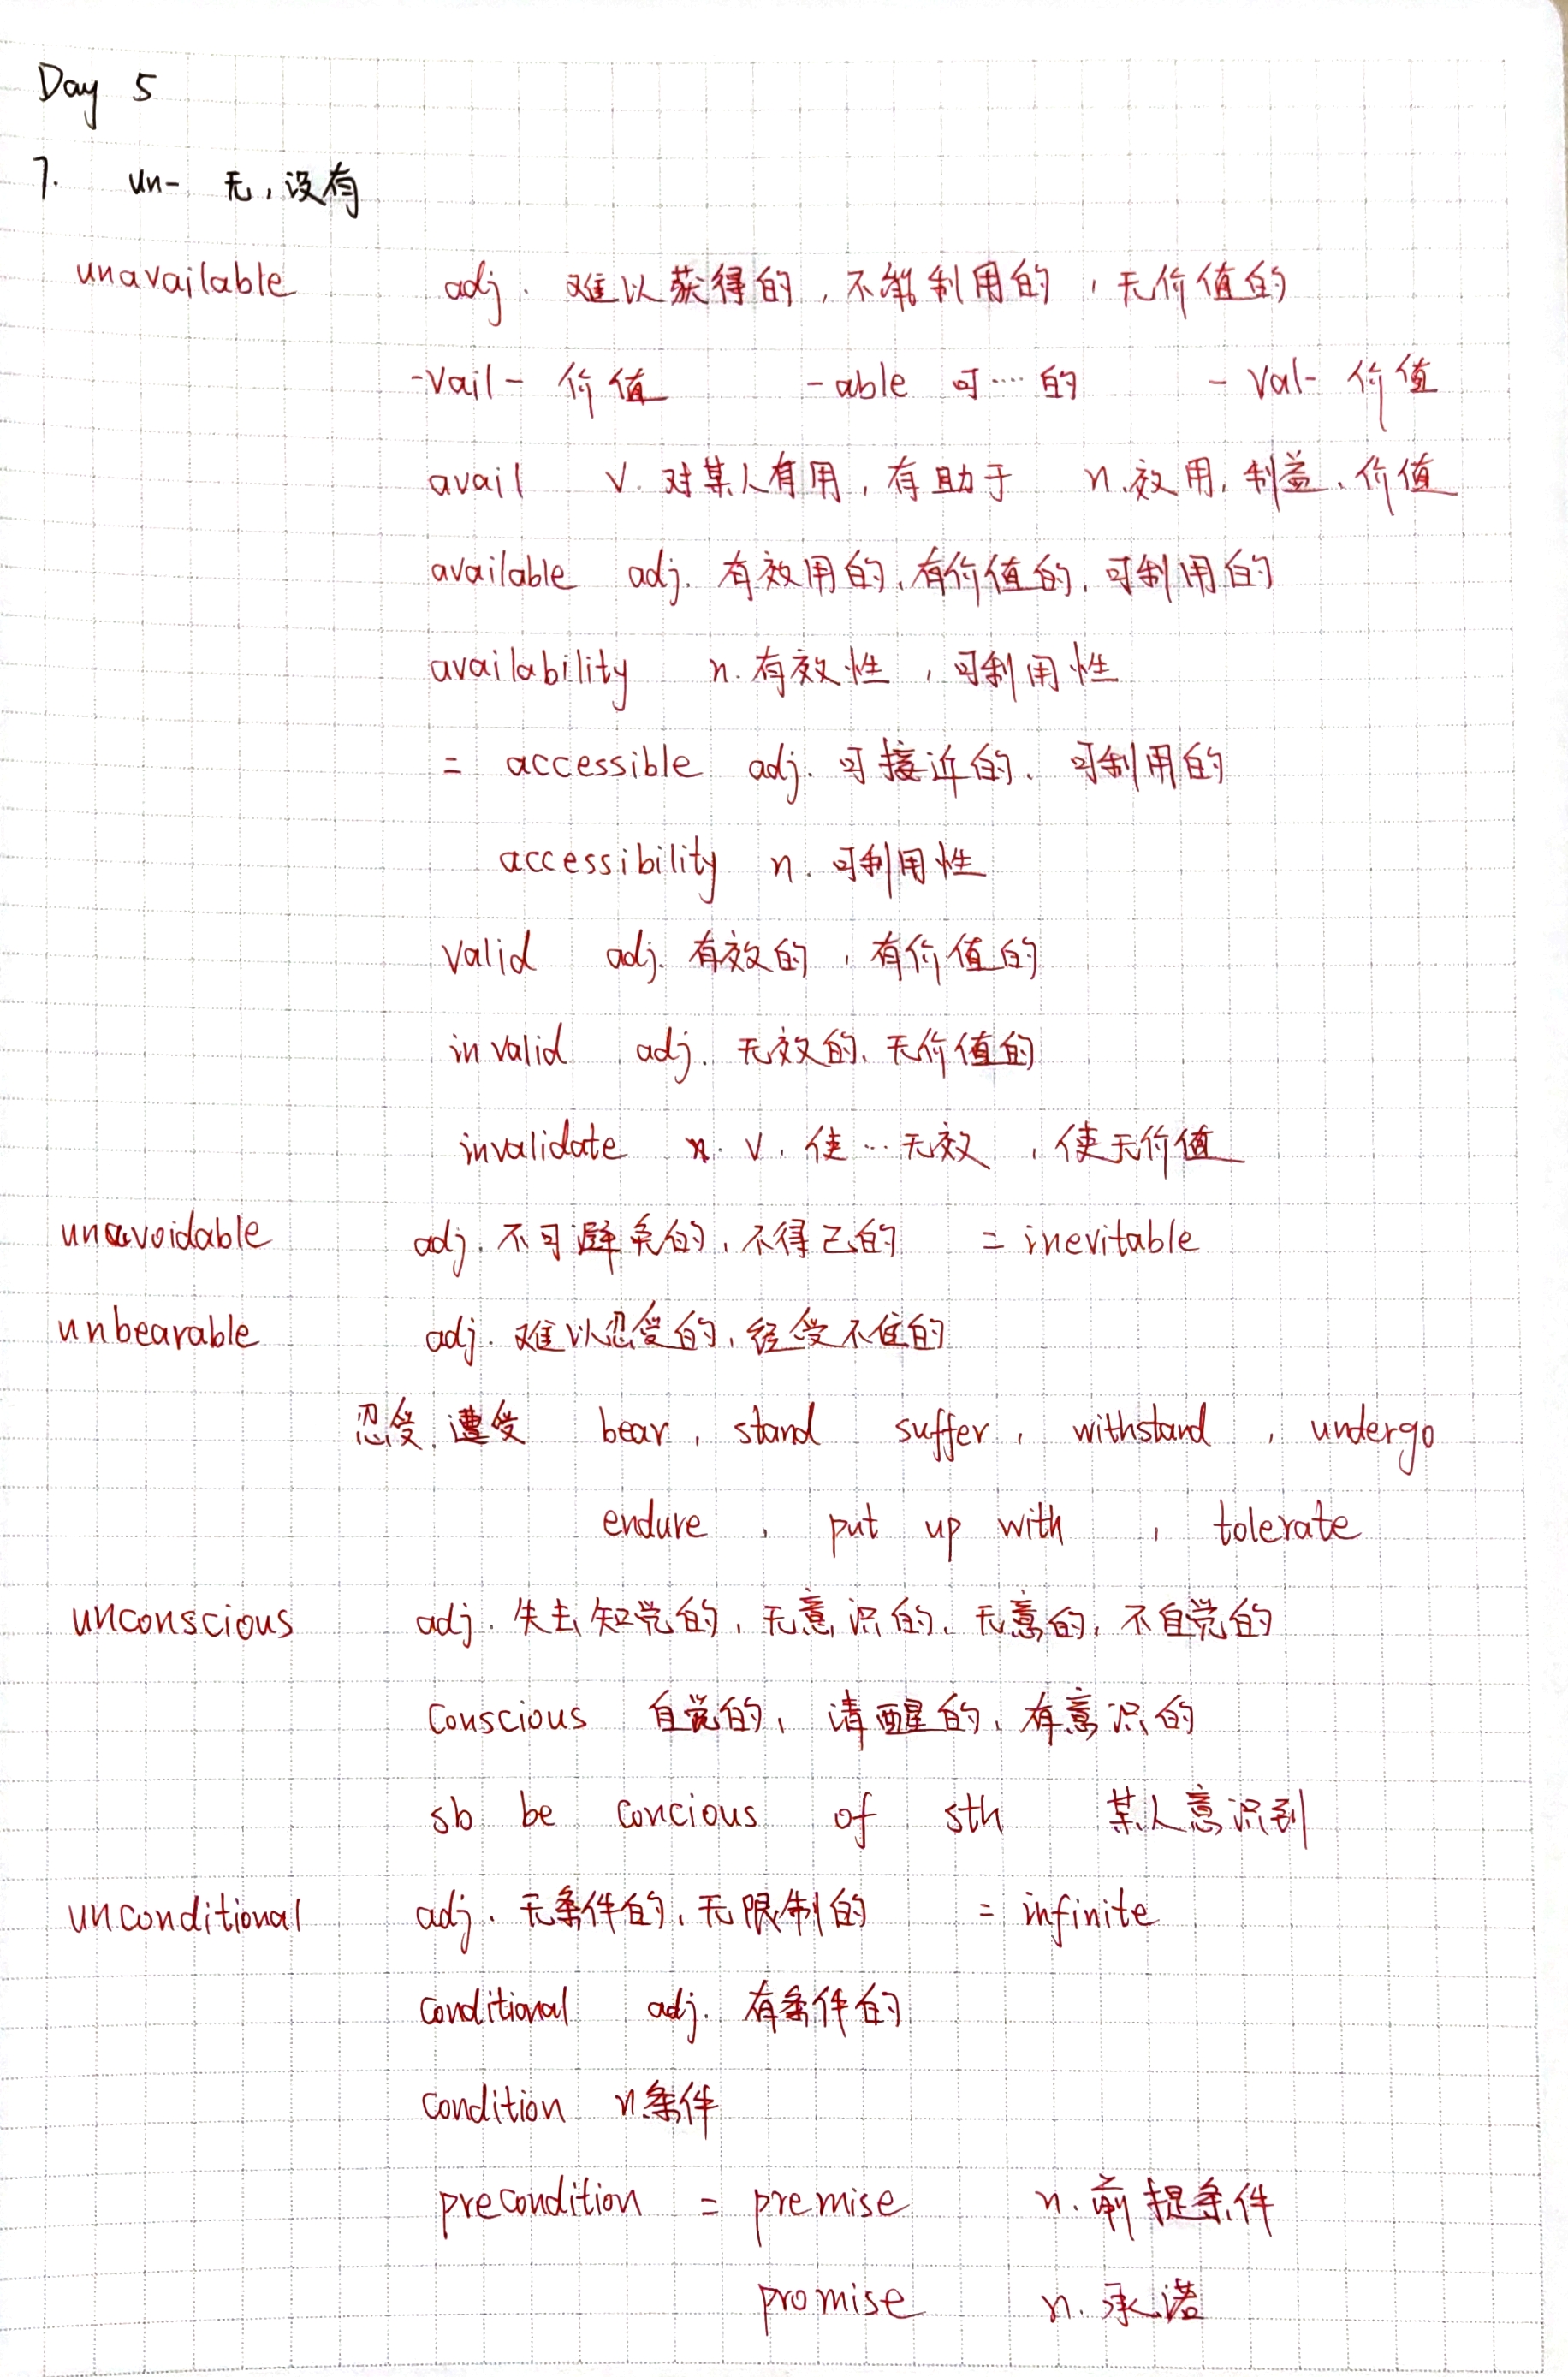 Day 5
7. un- 无,没有
unavailable adj. 难以获得的,不能利用的,无价值的
-vail- 价值 -able 可……的 -val- 价值
avail v. 对某人有用,有助于 n.效用,利益、价值
available adj. 有效用的、有价值的、可利用的
availability n. 有效性,可利用性
= accessible adj. 可接近的、可利用的
accessibility n. 可利用性
valid adj. 有效的,有价值的
invalid adj. 无效的、无价值的
invalidate v. 使…无效,使无价值
unavoidable adj. 不可避免的,不得已的 = inevitable
unbearable adj. 难以忍受的,经受不住的
忍受、遭受 bear, stand suffer, withstand, undergo
endure, put up with, tolerate
unconscious adj. 失去知觉的,无意识的、无意的,不自觉的
conscious 自觉的,清醒的、有意识的
sb be concious of sth 某人意识到
unconditional adj. 无条件的、无限制的 = infinite
conditional adj. 有条件的
condition n.条件
precondition = premise n. 前提条件
promise n. 承诺